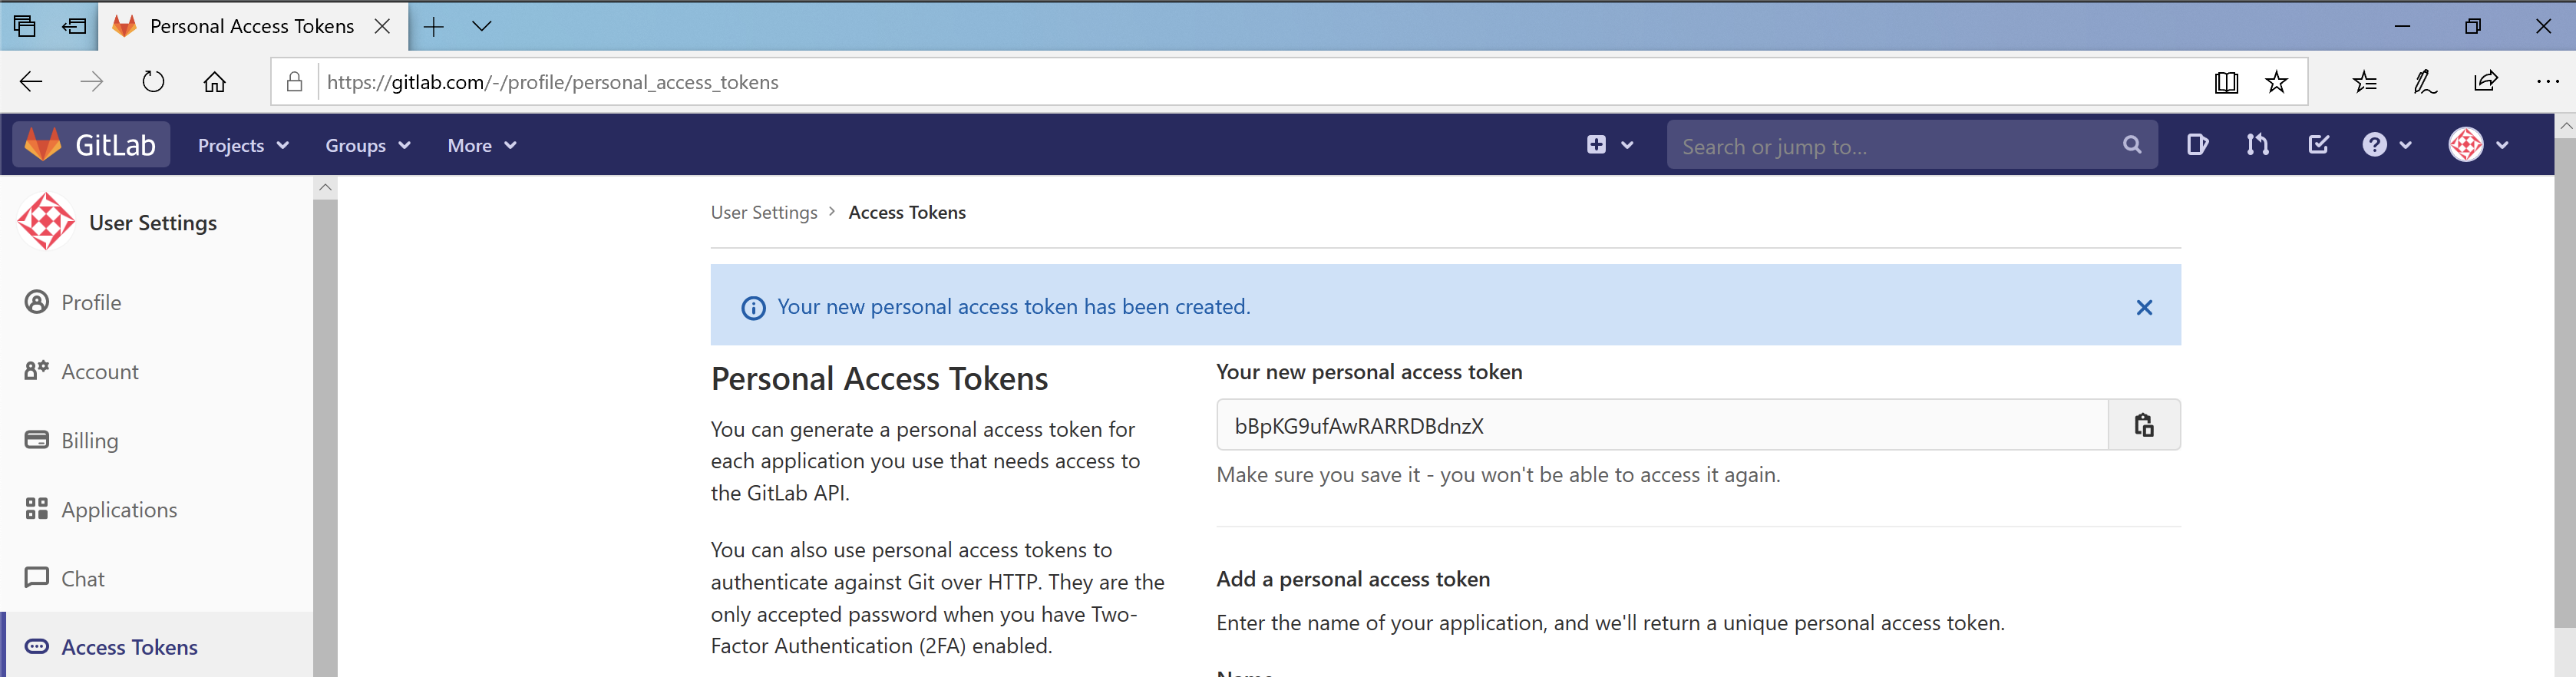 Personal Access Tokens
https://gitlab.com/-/profile/personal_access_tokens
GitLab
Projects
Groups
More
Search or jump to...
User Settings
Profile
Account
Billing
Applications
Chat
Access Tokens
User Settings > Access Tokens
Your new personal access token has been created.
Personal Access Tokens
You can generate a personal access token for
each application you use that needs access to
the GitLab API.
You can also use personal access tokens to
authenticate against Git over HTTP. They are the
only accepted password when you have Two-
Factor Authentication (2FA) enabled.
Your new personal access token
bBpKG9ufAwRARRDBdnzX
Make sure you save it - you won't be able to access it again.
Add a personal access token
Enter the name of your application, and we'll return a unique personal access token.
Name